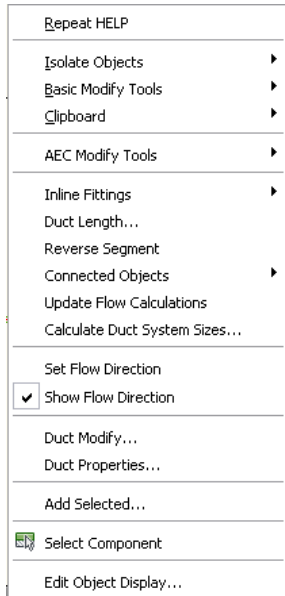 Repeat HELP
Isolate Objects
Basic Modify Tools
Clipboard
AEC Modify Tools
Inline Fittings
Duct Length...
Reverse Segment
Connected Objects
Update Flow Calculations
Calculate Duct System Sizes...
Set Flow Direction
Show Flow Direction
Duct Modify...
Duct Properties...
Add Selected...
Select Component
Edit Object Display...